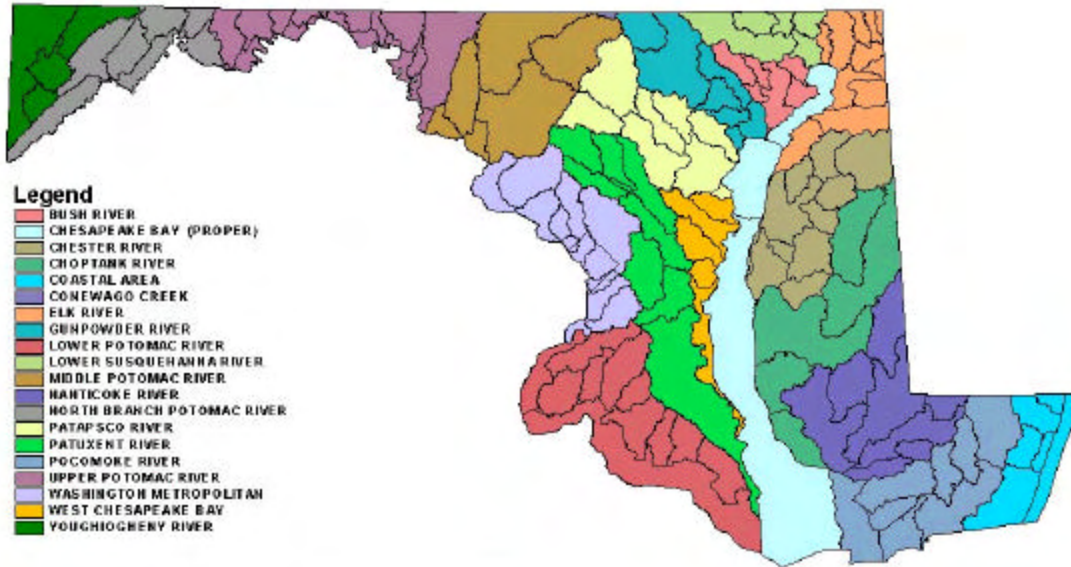 Legend
BUSH RIVER
CHESAPEAKE BAY (PROPER)
CHESTER RIVER
CHOPTANK RIVER
COASTAL AREA
CONEWAGO CREEK
ELK RIVER
GUNPOWDER RIVER
LOWER POTOMAC RIVER
LOWER SUSQUEHANNA RIVER
MIDDLE POTOMAC RIVER
NANTICOKE RIVER
NORTH BRANCH POTOMAC RIVER
PATAPSCO RIVER
PATUXENT RIVER
POCOMOKE RIVER
UPPER POTOMAC RIVER
WASHINGTON METROPOLITAN
WEST CHESAPEAKE BAY
YOUGHIOGHENY RIVER